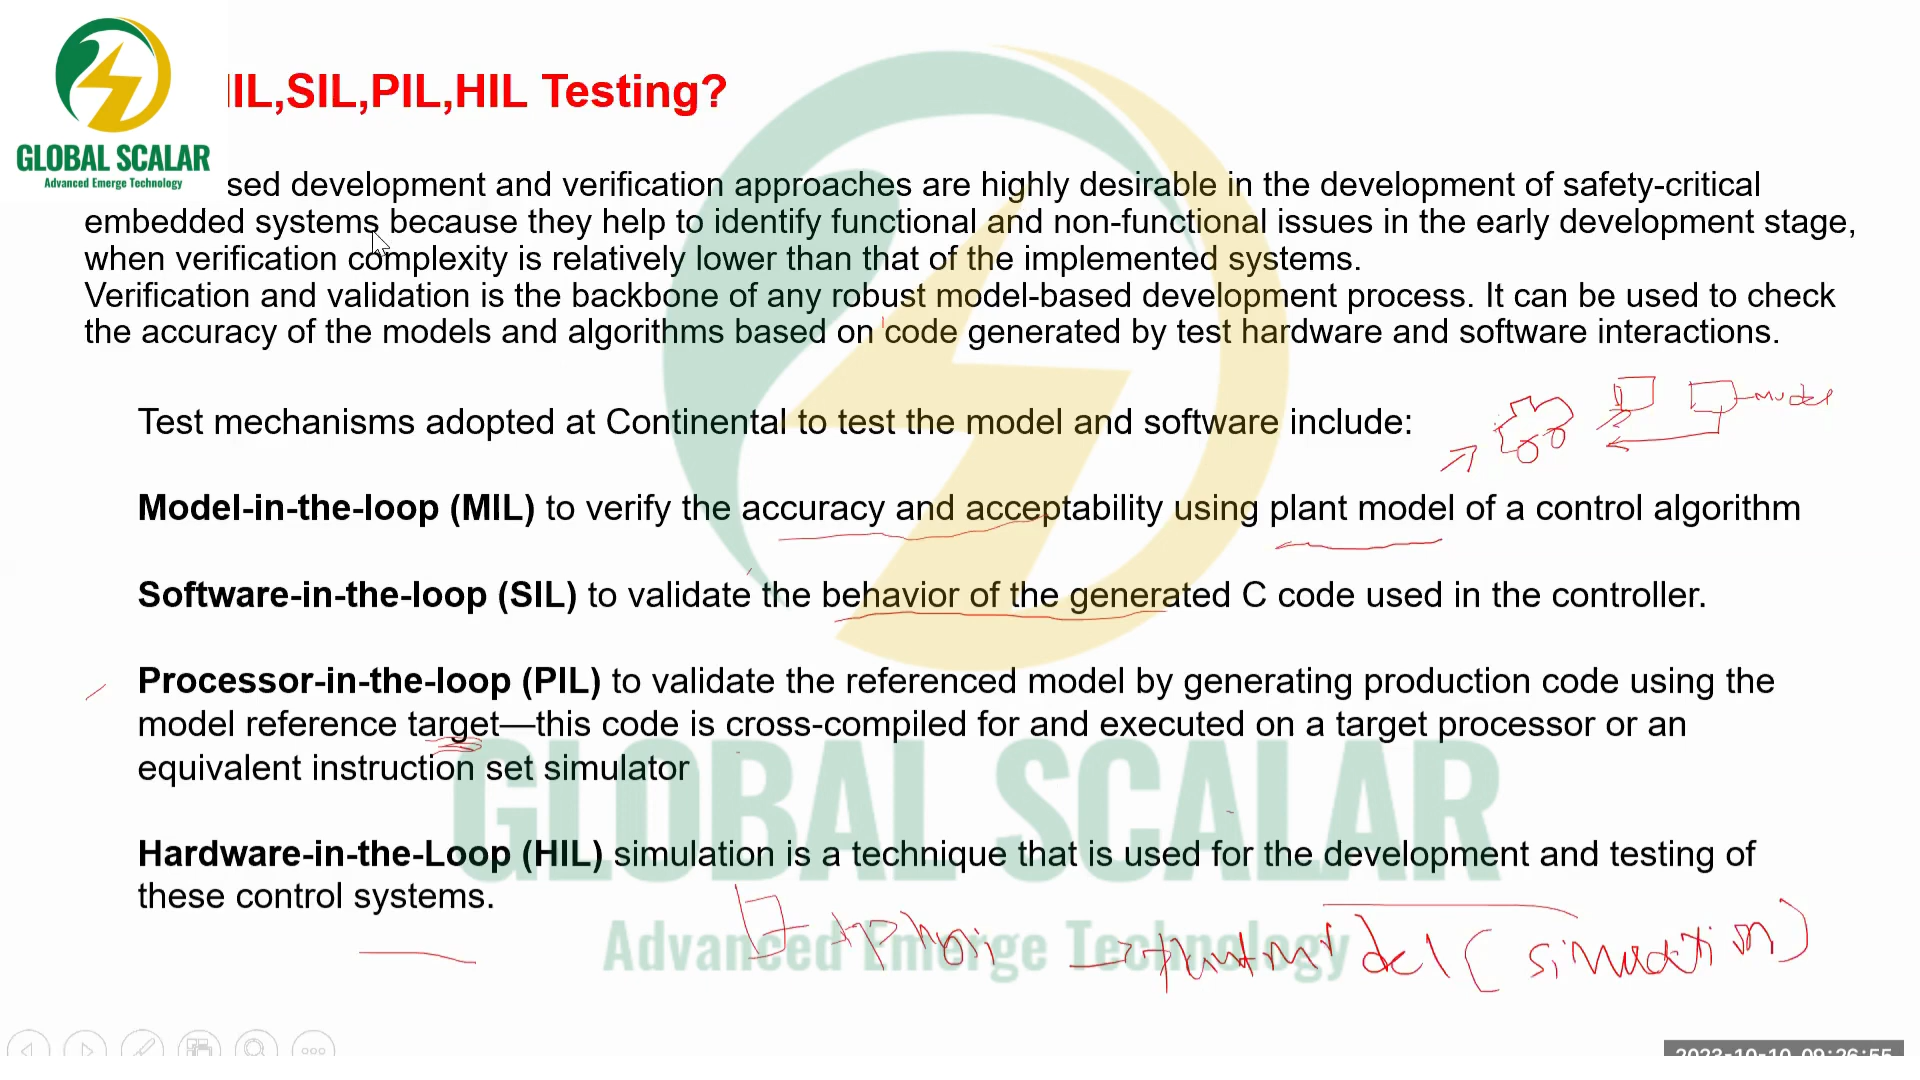 GLOBAL SCALAR
Advanced Emerge Technology
IL,SIL,PIL,HIL Testing?
sed development and verification approaches are highly desirable in the development of safety-critical
embedded systems because they help to identify functional and non-functional issues in the early development stage,
when verification complexity is relatively lower than that of the implemented systems.
Verification and validation is the backbone of any robust model-based development process. It can be used to check
the accuracy of the models and algorithms based on code generated by test hardware and software interactions.
model
Test mechanisms adopted at Continental to test the model and software include:
Model-in-the-loop (MIL) to verify the accuracy and acceptability using plant model of a control algorithm
Software-in-the-loop (SIL) to validate the behavior of the generated C code used in the controller.
Processor-in-the-loop (PIL) to validate the referenced model by generating production code using the
model reference target—this code is cross-compiled for and executed on a target processor or an
equivalent instruction set simulator
GLOBAL SCALAR
Hardware-in-the-Loop (HIL) simulation is a technique that is used for the development and testing of
these control systems.
Advanced Emerge Technology
2023-10-10 09:26:55